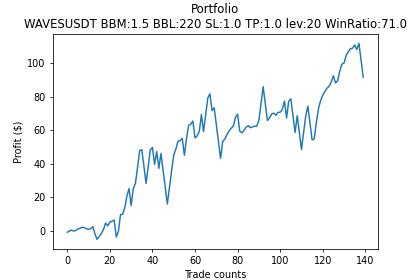 Portfolio
WAVESUSDT BBM:1.5 BBL:220 SL:1.0 TP:1.0 lev:20 WinRatio:71.0
100
80
60
40
20
0
Profit ($)
0 20 40 60 80 100 120 140
Trade counts